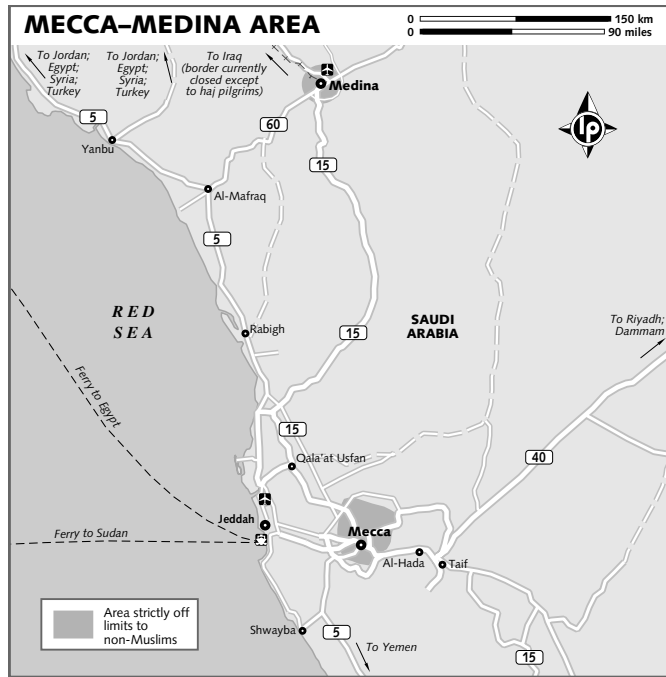 MECCA–MEDINA AREA
0 150 km
0 90 miles
To Jordan;
Egypt;
Syria;
Turkey
To Jordan;
Egypt;
Syria;
Turkey
To Iraq
(border currently
closed except
to haj pilgrims)
Medina
5
60
Yanbu
15
lp
Al-Mafraq
5
RED
SEA
Rabigh
15
SAUDI
ARABIA
To Riyadh;
Dammam
Ferry to Egypt
15
Qala'at Usfan
40
Jeddah
Mecca
Ferry to Sudan
Al-Hada
Taif
Area strictly off
limits to
non-Muslims
Shwayba
5
To Yemen
15